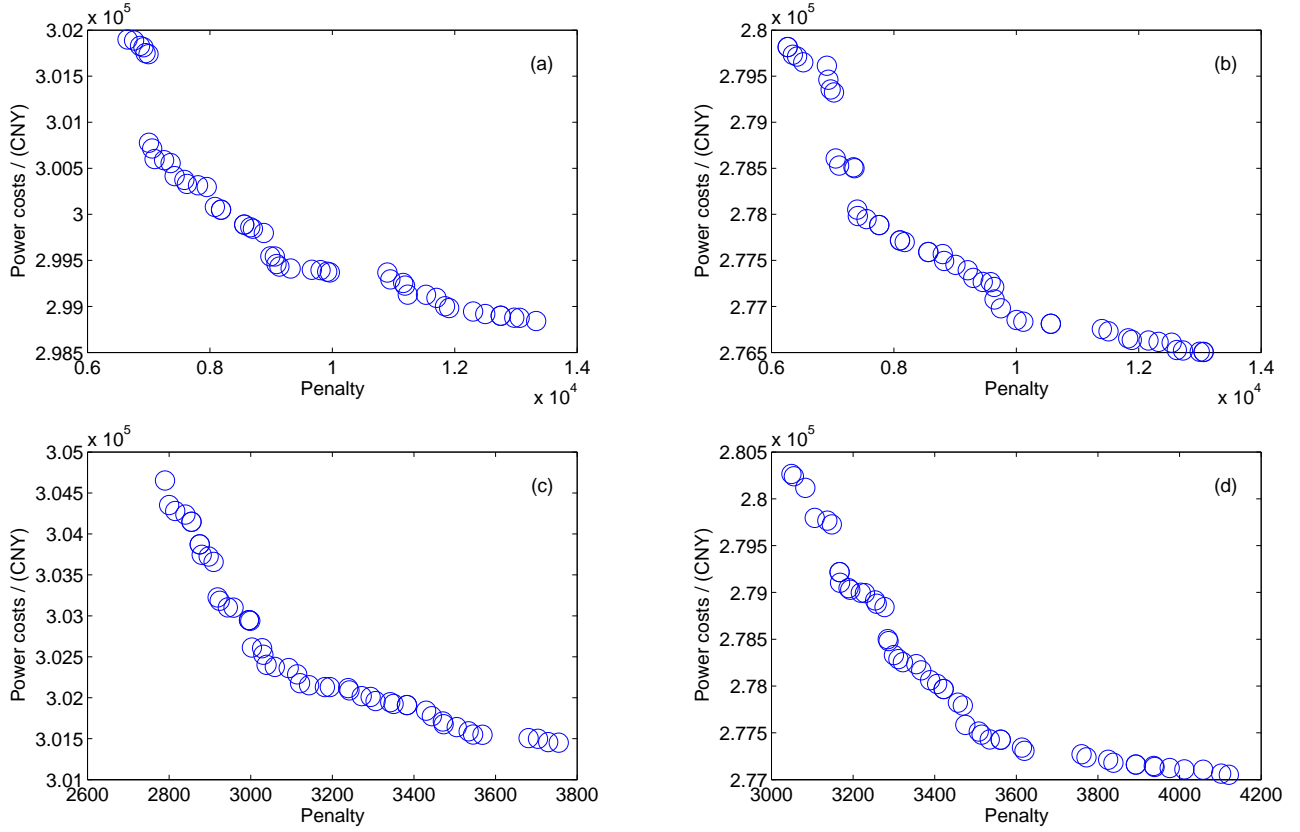 x 10^5
3.02
3.015
3.01
3.005
3
2.995
2.99
2.985
Power costs / (CNY)
(a)
0.6 0.8 1.0 1.2 1.4
Penalty
x 10^4
x 10^5
2.8
2.795
2.79
2.785
2.78
2.775
2.77
2.765
Power costs / (CNY)
(b)
0.6 0.8 1.0 1.2 1.4
Penalty
x 10^4
x 10^5
3.05
3.045
3.04
3.035
3.03
3.025
3.02
3.015
3.01
Power costs / (CNY)
(c)
2600 2800 3000 3200 3400 3600 3800
Penalty
x 10^5
2.805
2.8
2.795
2.79
2.785
2.78
2.775
2.77
Power costs / (CNY)
(d)
3000 3200 3400 3600 3800 4000 4200
Penalty